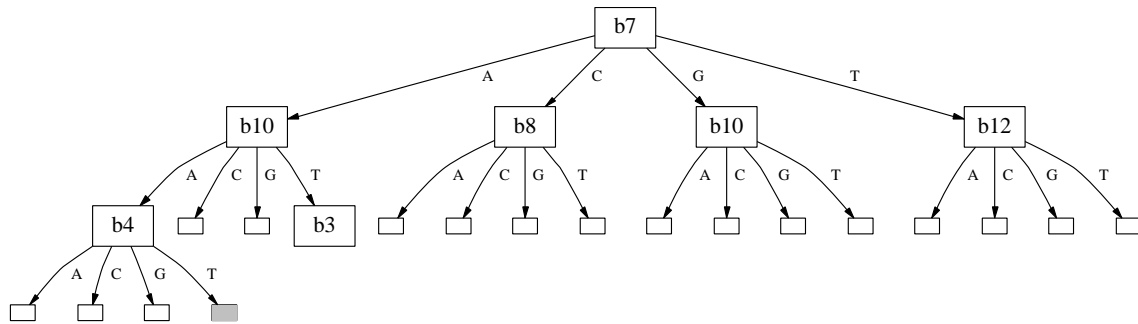 b7
A C G T
b10 b8 b10 b12
A C G T A C G T A C G T A C G T
b4 b3
A C G T